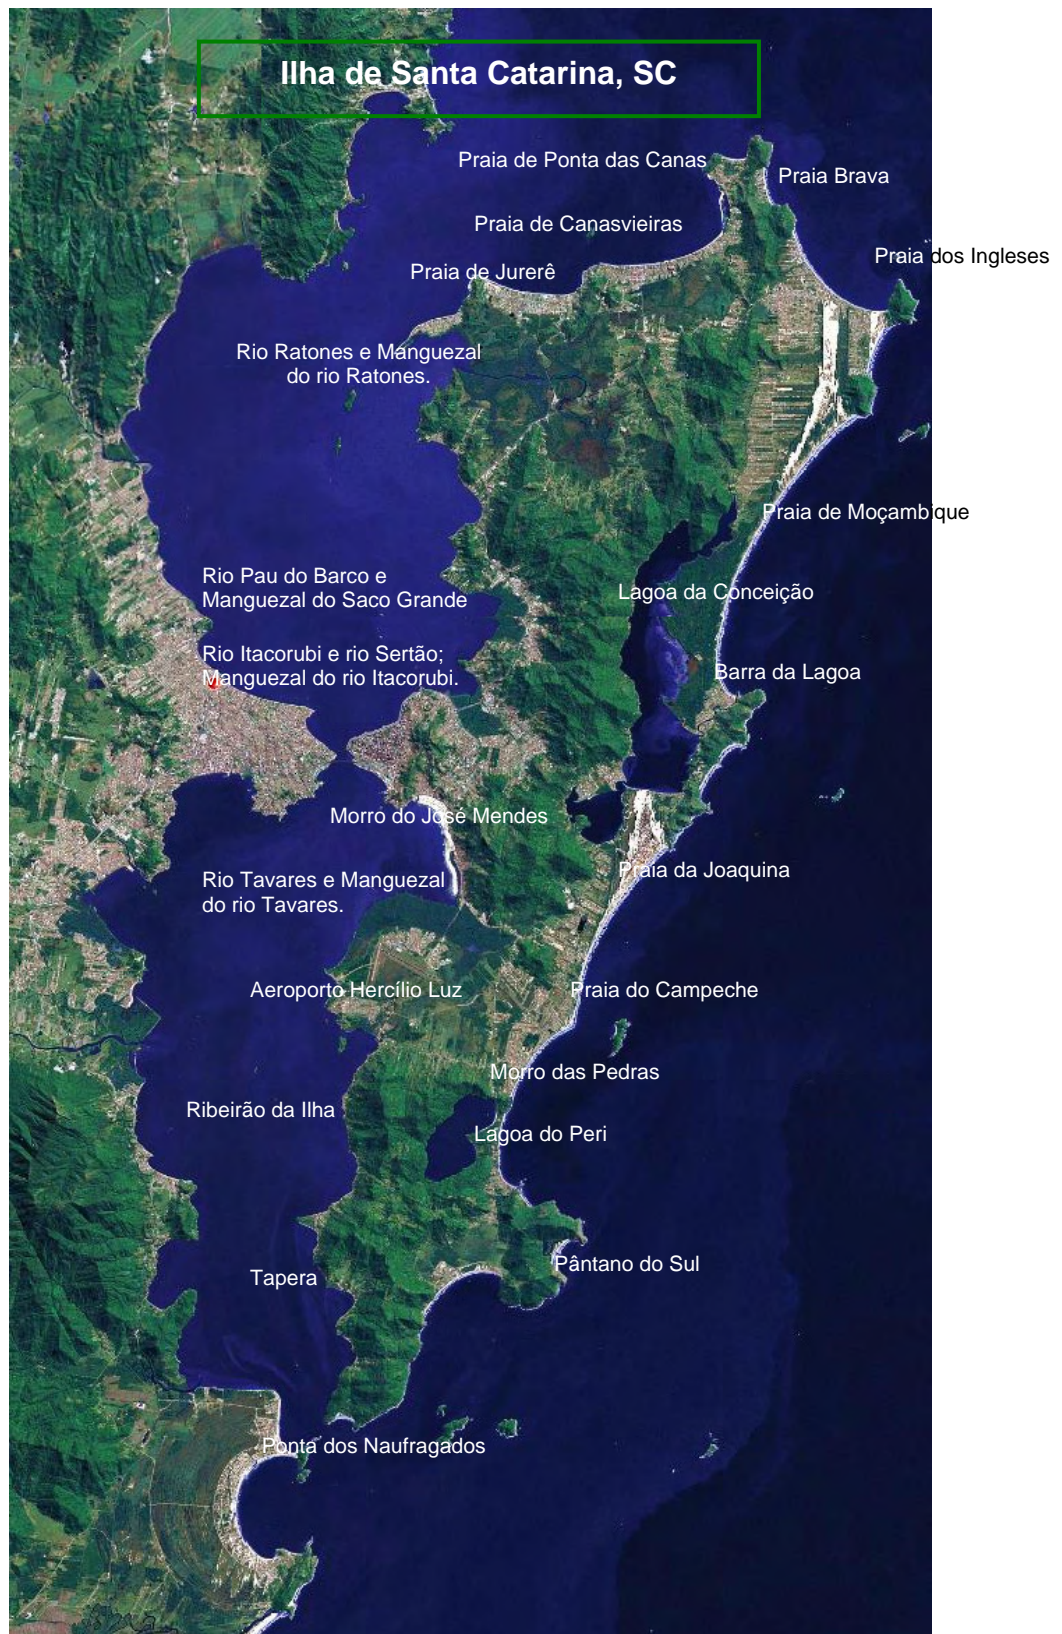 Ilha de Santa Catarina, SC
Praia de Ponta das Canas
Praia Brava
Praia de Canasvieiras
Praia dos Ingleses
Praia de Jurerê
Rio Ratones e Manguezal
do rio Ratones.
Praia de Moçambique
Rio Pau do Barco e
Manguezal do Saco Grande
Lagoa da Conceição
Rio Itacorubi e rio Sertão;
Manguezal do rio Itacorubi.
Barra da Lagoa
Morro do José Mendes
Praia da Joaquina
Rio Tavares e Manguezal
do rio Tavares.
Aeroporto Hercílio Luz
Praia do Campeche
Morro das Pedras
Ribeirão da Ilha
Lagoa do Peri
Pântano do Sul
Tapera
Ponta dos Naufragados